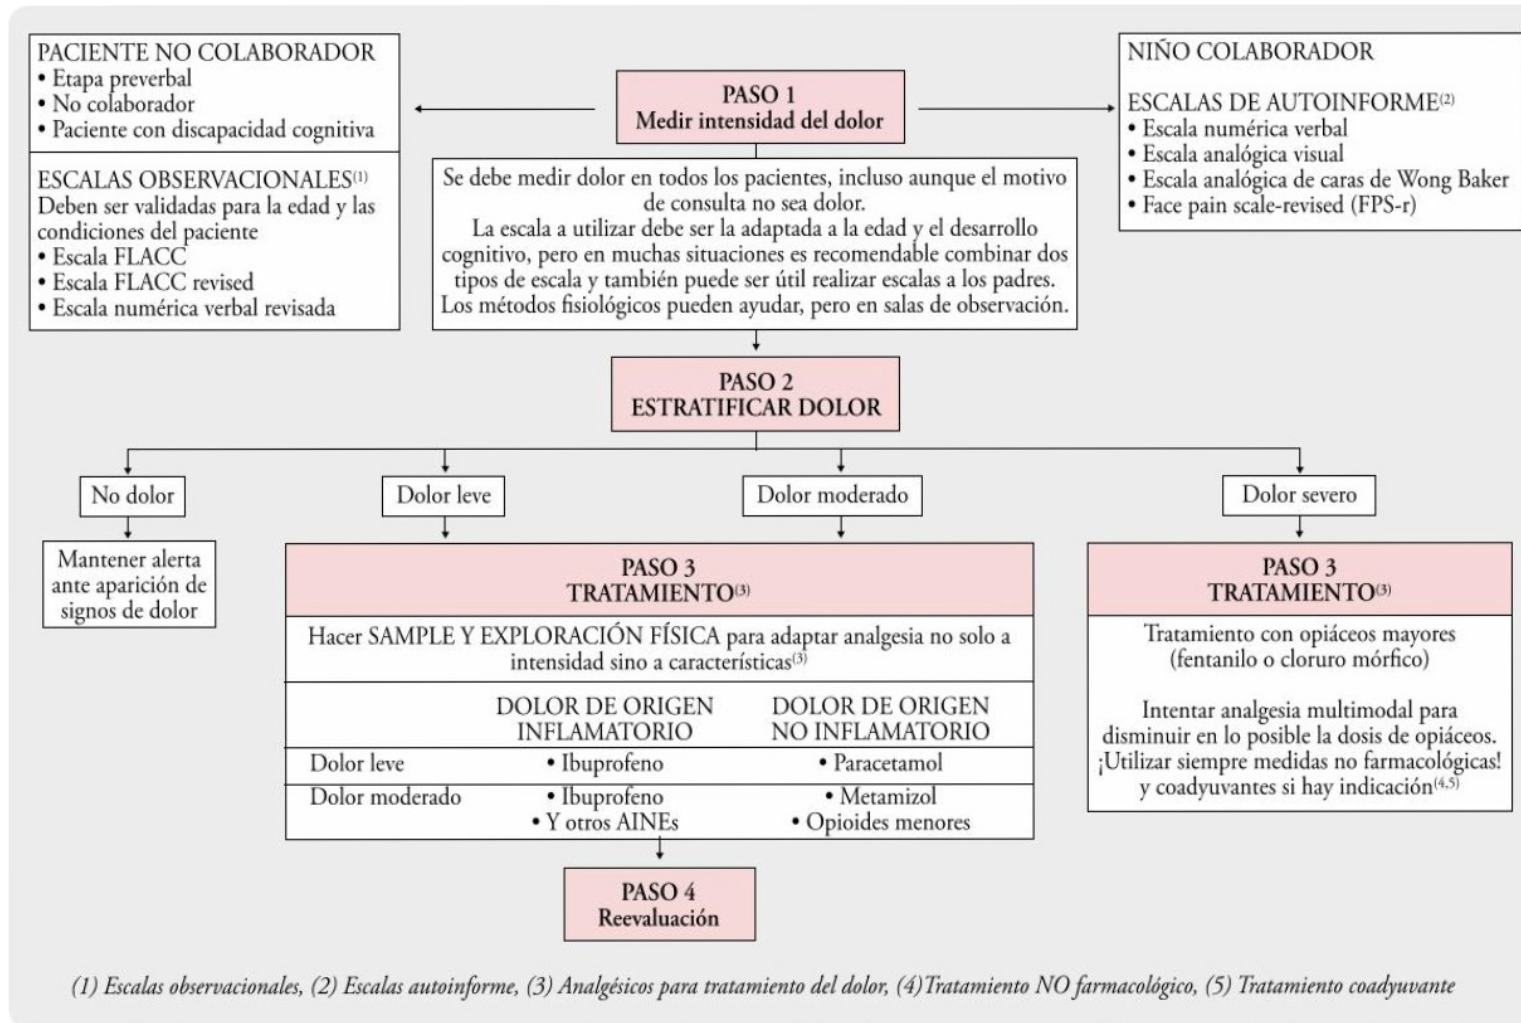 PACIENTE NO COLABORADOR
• Etapa preverbal
• No colaborador
• Paciente con discapacidad cognitiva
ESCALAS OBSERVACIONALES(1)
Deben ser validadas para la edad y las
condiciones del paciente
• Escala FLACC
• Escala FLACC revised
• Escala numérica verbal revisada
PASO 1
Medir intensidad del dolor
Se debe medir dolor en todos los pacientes, incluso aunque el motivo
de consulta no sea dolor.
La escala a utilizar debe ser la adaptada a la edad y el desarrollo
cognitivo, pero en muchas situaciones es recomendable combinar dos
tipos de escala y también puede ser útil realizar escalas a los padres.
Los métodos fisiológicos pueden ayudar, pero en salas de observación.
NIÑO COLABORADOR
ESCALAS DE AUTOINFORME(2)
• Escala numérica verbal
• Escala analógica visual
• Escala analógica de caras de Wong Baker
• Face pain scale-revised (FPS-r)
PASO 2
ESTRATIFICAR DOLOR
No dolor
Dolor leve
Dolor moderado
Dolor severo
Mantener alerta
ante aparición de
signos de dolor
PASO 3
TRATAMIENTO(3)
Hacer SAMPLE Y EXPLORACIÓN FÍSICA para adaptar analgesia no solo a
intensidad sino a características(3)
DOLOR DE ORIGEN
INFLAMATORIO
DOLOR DE ORIGEN
NO INFLAMATORIO
Dolor leve • Ibuprofeno • Paracetamol
Dolor moderado • Ibuprofeno • Metamizol
• Y otros AINEs • Opioides menores
PASO 3
TRATAMIENTO(3)
Tratamiento con opiáceos mayores
(fentanilo o cloruro mórfico)
Intentar analgesia multimodal para
disminuir en lo posible la dosis de opiáceos.
¡Utilizar siempre medidas no farmacológicas!
y coadyuvantes si hay indicación(4,5)
PASO 4
Reevaluación
(1) Escalas observacionales, (2) Escalas autoinforme, (3) Analgésicos para tratamiento del dolor, (4)Tratamiento NO farmacológico, (5) Tratamiento coadyuvante